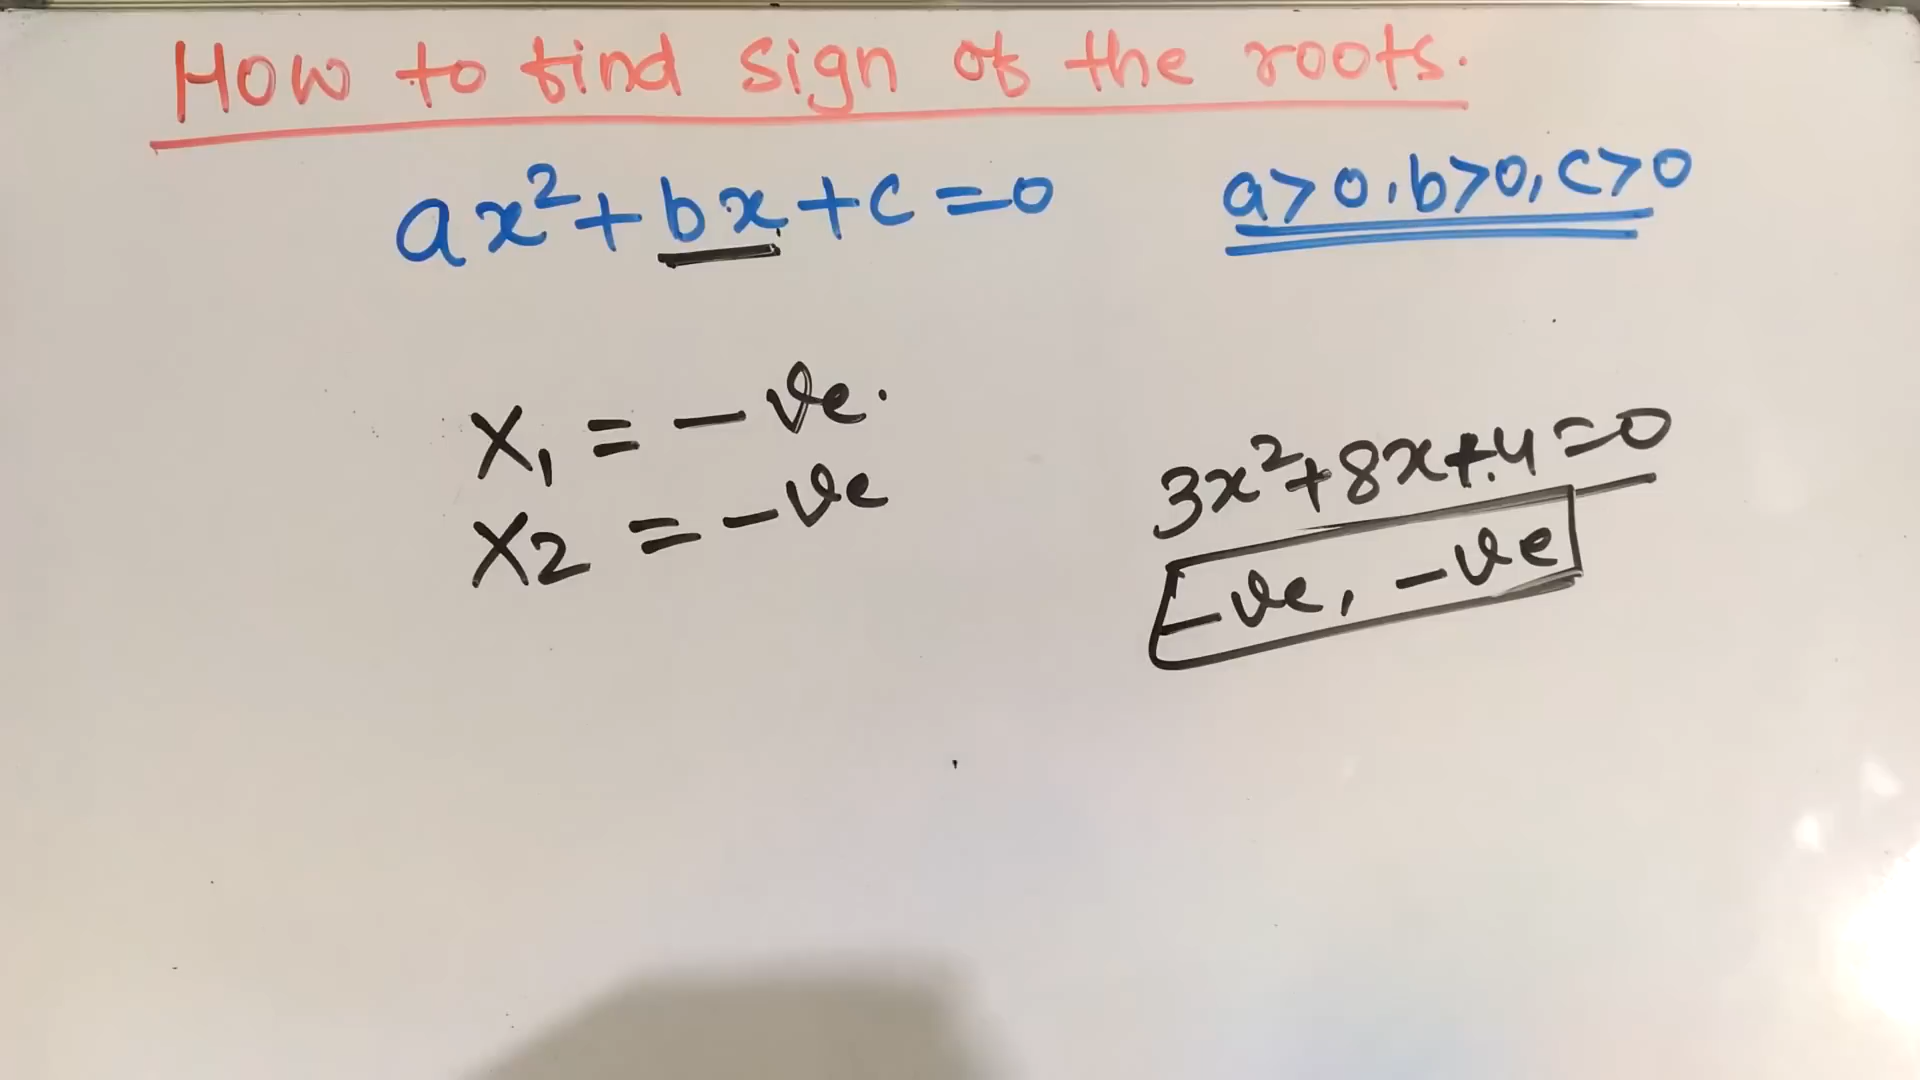 How to find sign of the roots.
ax²+bx+c=0
a>0,b>0,c>0
x₁ = -ve.
x2 = -ve
3x²+8x+4=0
-ve, -ve